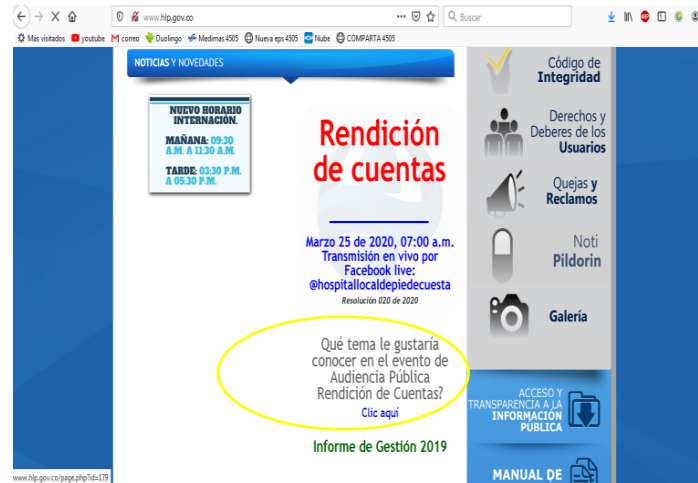 www.hlp.gov.co
Buscar
Más visitados youtube M correo Duolingo Medimas 4505 Nueva eps 4505 Nube COMPARTA 4505
NOTICIAS Y NOVEDADES
NUEVO HORARIO
INTERNACIÓN.
MAÑANA: 09:30
A.M. A 11:30 A.M.
TARDE: 03:30 P.M.
A 05:30 P.M.
Rendición
de cuentas
Marzo 25 de 2020, 07:00 a.m.
Transmisión en vivo por
Facebook live:
@hospitallocaldepiedecuesta
Resolución 020 de 2020
Qué tema le gustaría
conocer en el evento de
Audiencia Pública
Rendición de Cuentas?
Clic aquí
Informe de Gestión 2019
Código de
Integridad
Derechos y
Deberes de los
Usuarios
Quejas y
Reclamos
Noti
Pildorin
Galería
ACCESO Y
TRANSPARENCIA A LA
INFORMACIÓN
PÚBLICA
MANUAL DE
www.hlp.gov.co/page.php?id=179